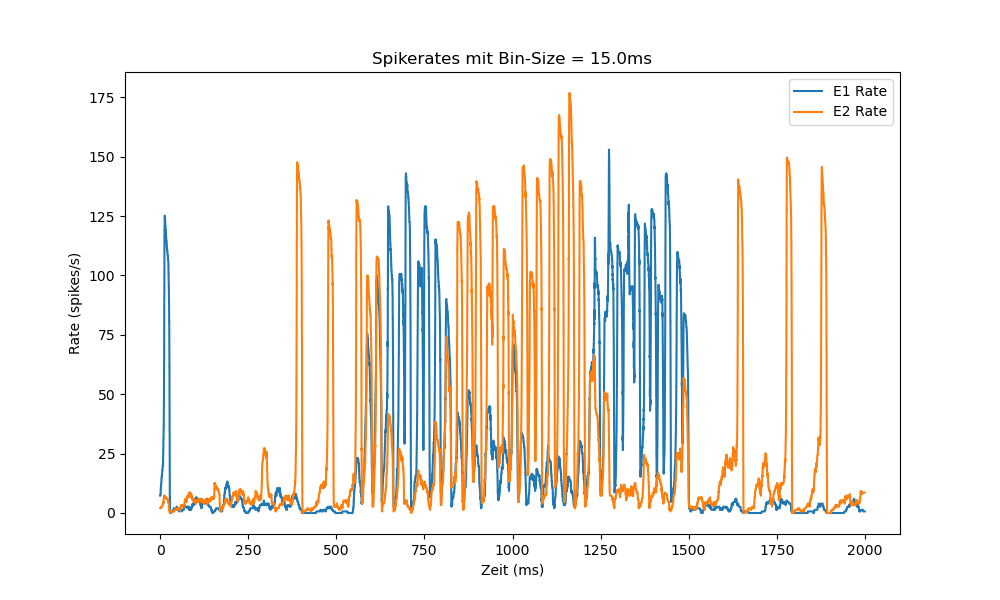 Spikerates mit Bin-Size = 15.0ms
E1 Rate
E2 Rate
175
150
125
100
75
50
25
0
Rate (spikes/s)
0 250 500 750 1000 1250 1500 1750 2000
Zeit (ms)